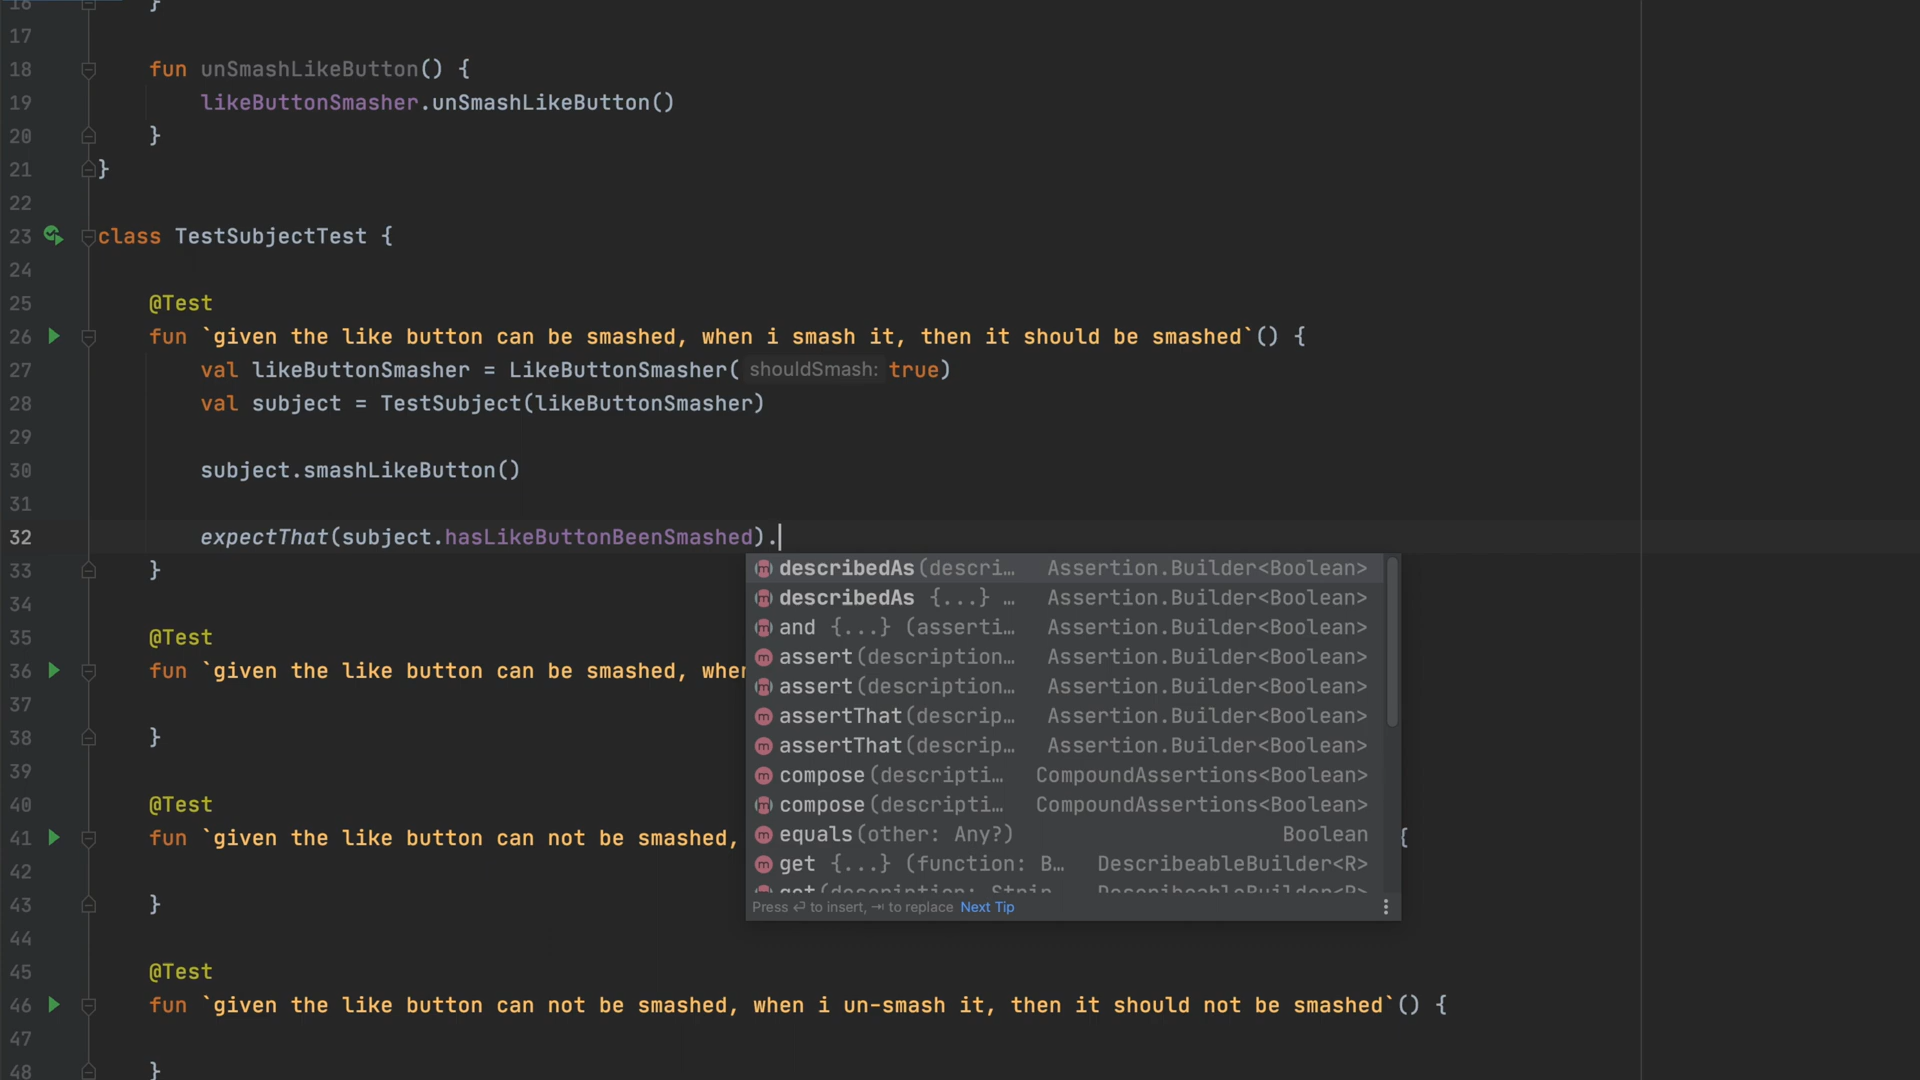 16 }
17
18 fun unSmashLikeButton() {
19 likeButtonSmasher.unSmashLikeButton()
20 }
21 }
22
23 class TestSubjectTest {
24
25 @Test
26 fun `given the like button can be smashed, when i smash it, then it should be smashed`() {
27 val likeButtonSmasher = LikeButtonSmasher( shouldSmash: true)
28 val subject = TestSubject(likeButtonSmasher)
29
30 subject.smashLikeButton()
31
32 expectThat(subject.hasLikeButtonBeenSmashed).
describedAs(descri… Assertion.Builder<Boolean>
describedAs {...} … Assertion.Builder<Boolean>
and {...} (asserti… Assertion.Builder<Boolean>
assert(description… Assertion.Builder<Boolean>
assert(description… Assertion.Builder<Boolean>
assertThat(descrip… Assertion.Builder<Boolean>
assertThat(descrip… Assertion.Builder<Boolean>
compose(descripti… CompoundAssertions<Boolean>
compose(descripti… CompoundAssertions<Boolean>
equals(other: Any?) Boolean
get {...} (function: B… DescribeableBuilder<R>
get(description: Strin… DescribeableBuilder<R>
Press ⏎ to insert, ⇥ to replace Next Tip
33 }
34
35 @Test
36 fun `given the like button can be smashed, when
37
38 }
39
40 @Test
41 fun `given the like button can not be smashed, {
42
43 }
44
45 @Test
46 fun `given the like button can not be smashed, when i un-smash it, then it should not be smashed`() {
47
48 }